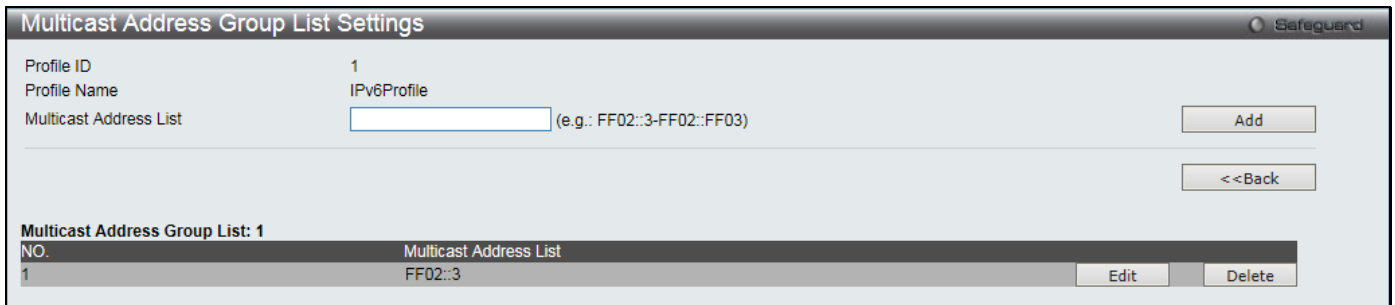 Multicast Address Group List Settings Safeguard
Profile ID 1
Profile Name IPv6Profile
Multicast Address List (e.g.: FF02::3-FF02::FF03) Add
<<Back
Multicast Address Group List: 1
NO. Multicast Address List
1 FF02::3 Edit Delete